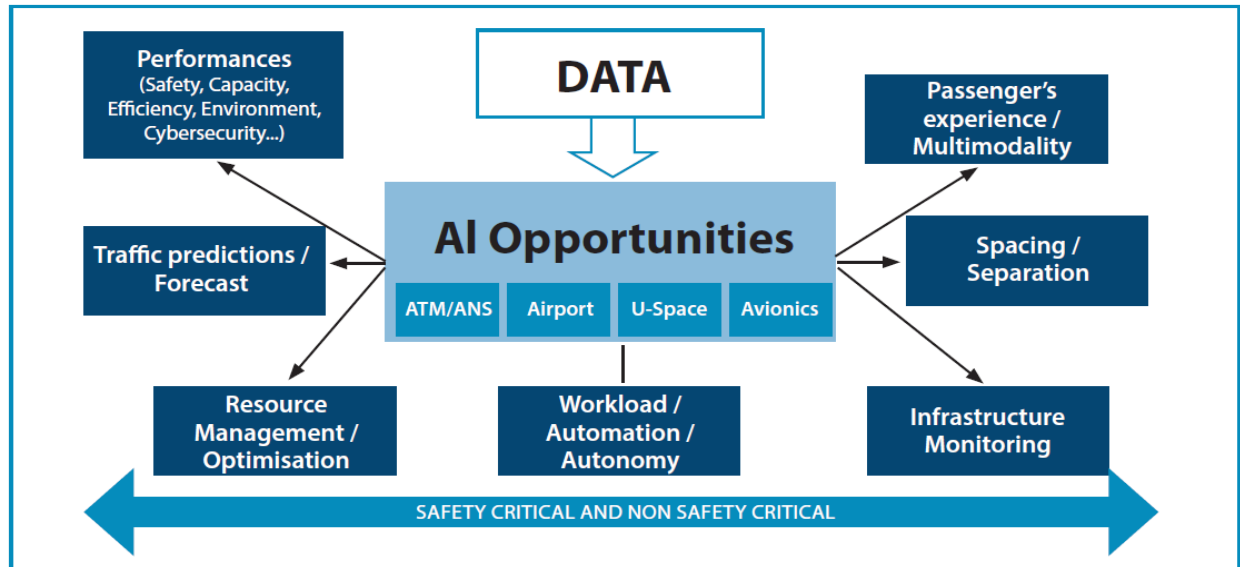 Performances
(Safety, Capacity,
Efficiency, Environment,
Cybersecurity...)
DATA
Passenger's
experience /
Multimodality
AI Opportunities
Traffic predictions /
Forecast
Spacing /
Separation
ATM/ANS
Airport
U-Space
Avionics
Resource
Management /
Optimisation
Workload /
Automation /
Autonomy
Infrastructure
Monitoring
SAFETY CRITICAL AND NON SAFETY CRITICAL